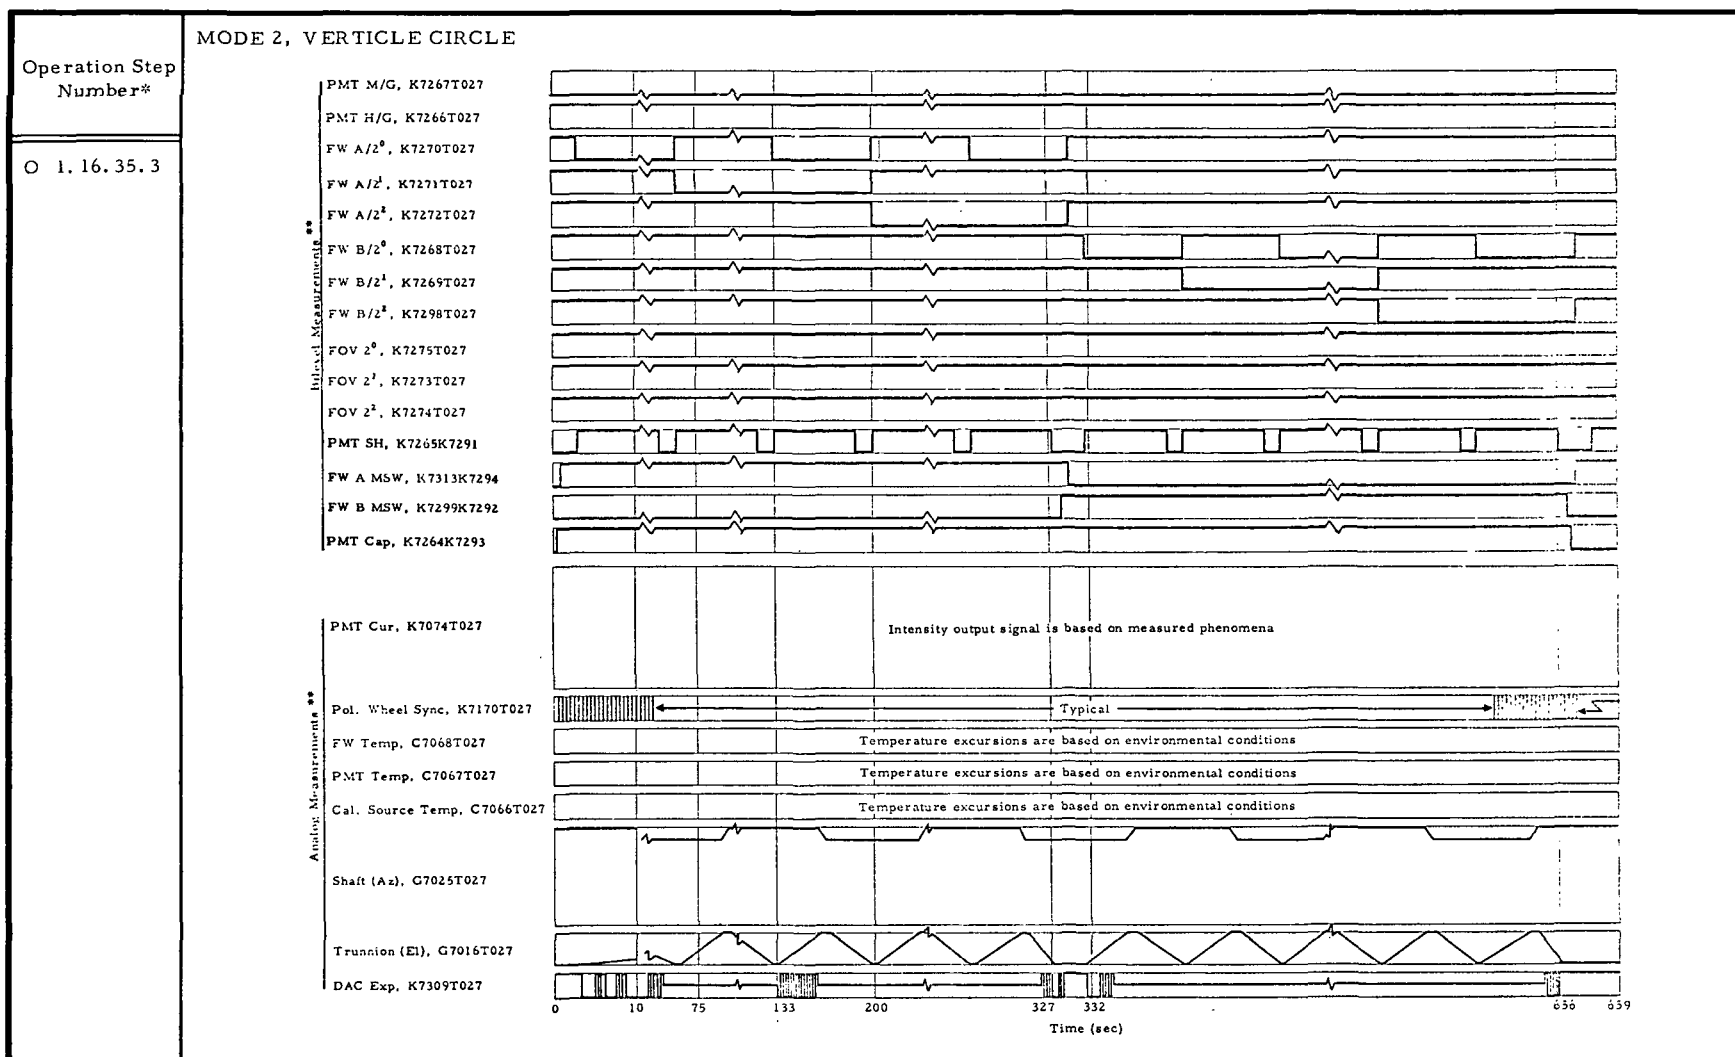 MODE 2, VERTICLE CIRCLE
Operation Step
Number*
O 1.16.35.3
Bilevel Measurements **
PMT M/G, K7267T027
PMT H/G, K7266T027
FW A/2⁰, K7270T027
FW A/2¹, K7271T027
FW A/2², K7272T027
FW B/2⁰, K7268T027
FW B/2¹, K7269T027
FW B/2², K7298T027
FOV 2⁰, K7275T027
FOV 2¹, K7273T027
FOV 2², K7274T027
PMT SH, K7265K7291
FW A MSW, K7313K7294
FW B MSW, K7299K7292
PMT Cap, K7264K7293
Analog Measurements **
PMT Cur, K7074T027
Intensity output signal is based on measured phenomena
Pol. Wheel Sync, K7170T027
Typical
FW Temp, C7068T027
Temperature excursions are based on environmental conditions
PMT Temp, C7067T027
Temperature excursions are based on environmental conditions
Cal. Source Temp, C7066T027
Temperature excursions are based on environmental conditions
Shaft (Az), G7025T027
Trunnion (El), G7016T027
DAC Exp, K7309T027
0 10 75 133 200 327 332 656 659
Time (sec)